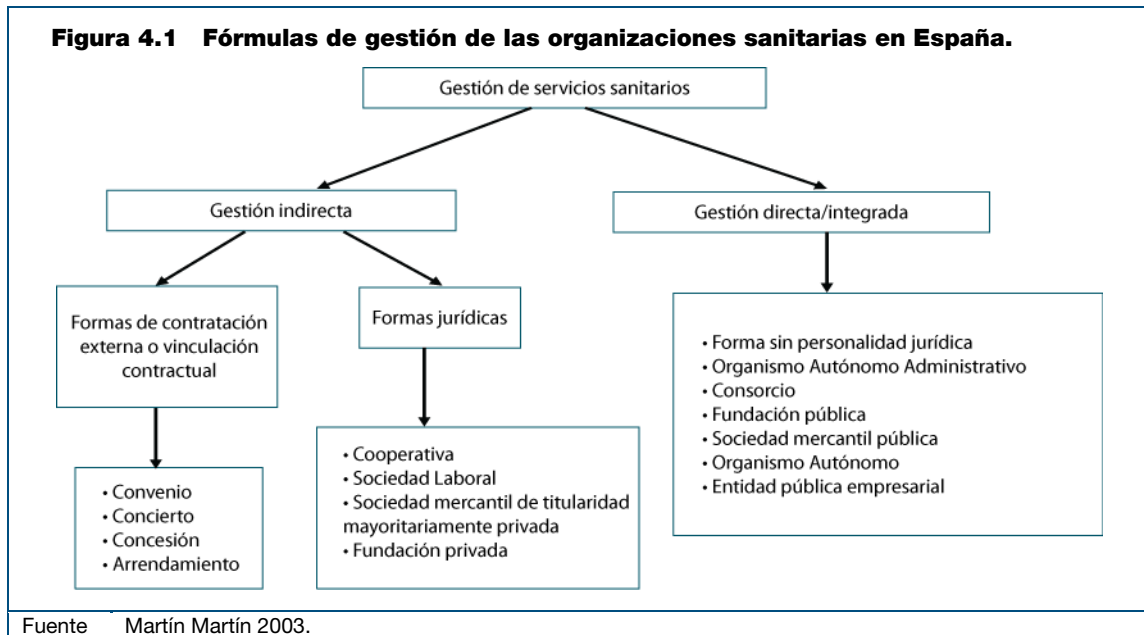 Figura 4.1 Fórmulas de gestión de las organizaciones sanitarias en España.
Gestión de servicios sanitarios
Gestión indirecta
Gestión directa/integrada
Formas de contratación
externa o vinculación
contractual
Formas jurídicas
• Convenio
• Concierto
• Concesión
• Arrendamiento
• Cooperativa
• Sociedad Laboral
• Sociedad mercantil de titularidad
mayoritariamente privada
• Fundación privada
• Forma sin personalidad jurídica
• Organismo Autónomo Administrativo
• Consorcio
• Fundación pública
• Sociedad mercantil pública
• Organismo Autónomo
• Entidad pública empresarial
Fuente Martín Martín 2003.